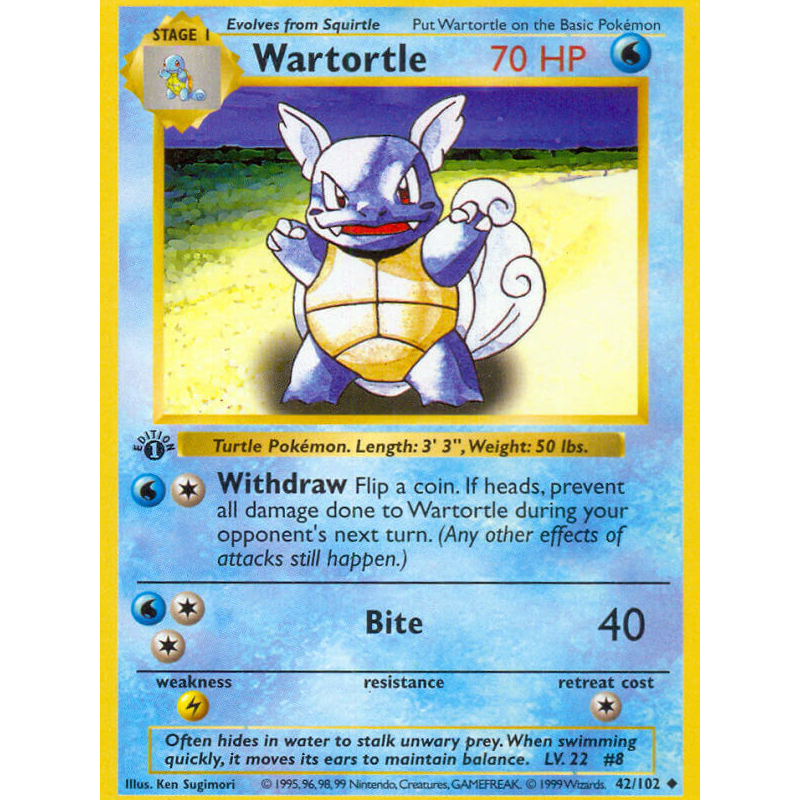 STAGE 1
Evolves from Squirtle
Put Wartortle on the Basic Pokémon
Wartortle
70 HP
EDITION
1
Turtle Pokémon. Length: 3' 3", Weight: 50 lbs.
Withdraw Flip a coin. If heads, prevent
all damage done to Wartortle during your
opponent's next turn. (Any other effects of
attacks still happen.)
Bite
40
weakness
resistance
retreat cost
Often hides in water to stalk unwary prey. When swimming
quickly, it moves its ears to maintain balance. LV. 22 #8
Illus. Ken Sugimori
© 1995, 96, 98, 99 Nintendo, Creatures, GAMEFREAK. © 1999 Wizards.
42/102